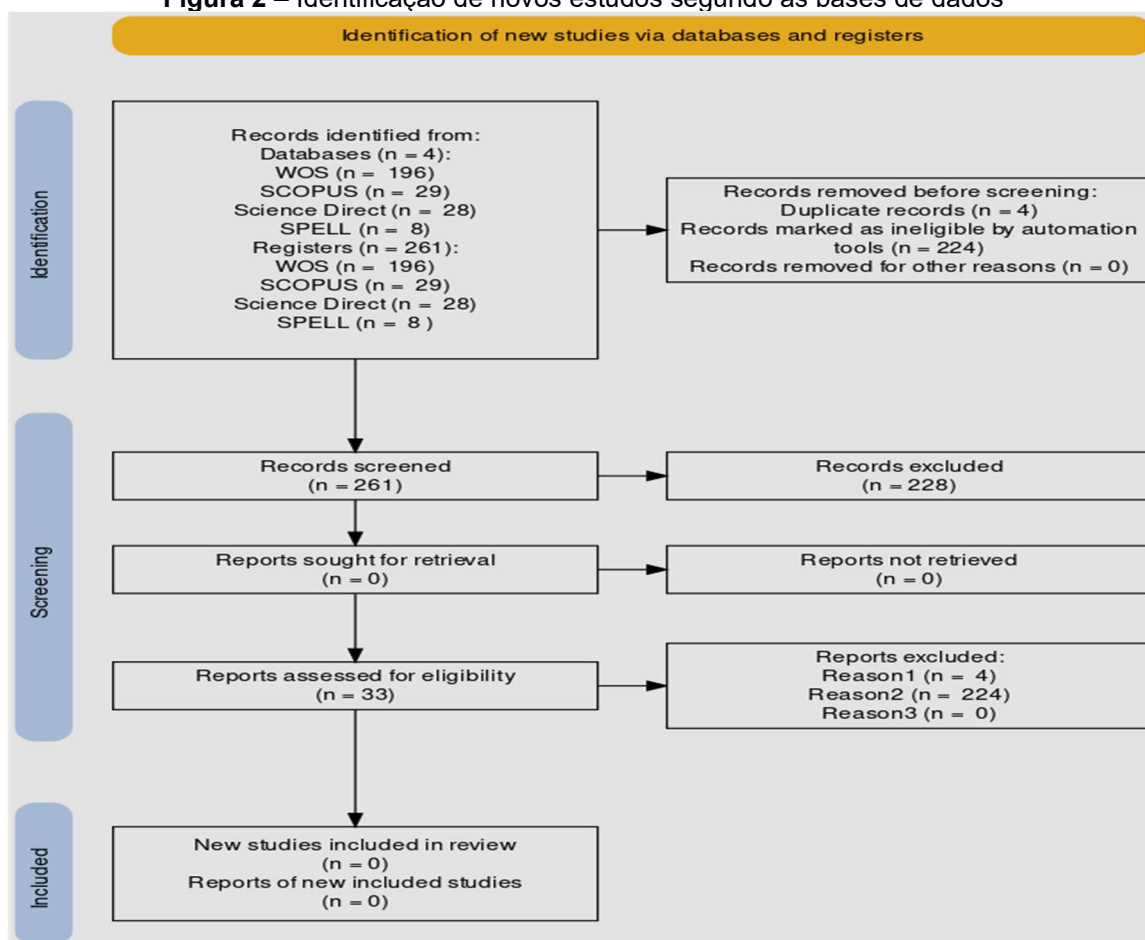 Figura 2 – Identificação de novos estudos segundo as bases de dados
Identification of new studies via databases and registers
Identification
Records identified from:
Databases (n = 4):
WOS (n = 196)
SCOPUS (n = 29)
Science Direct (n = 28)
SPELL (n = 8)
Registers (n = 261):
WOS (n = 196)
SCOPUS (n = 29)
Science Direct (n = 28)
SPELL (n = 8 )
Records removed before screening:
Duplicate records (n = 4)
Records marked as ineligible by automation
tools (n = 224)
Records removed for other reasons (n = 0)
Screening
Records screened
(n = 261)
Records excluded
(n = 228)
Reports sought for retrieval
(n = 0)
Reports not retrieved
(n = 0)
Reports assessed for eligibility
(n = 33)
Reports excluded:
Reason1 (n = 4)
Reason2 (n = 224)
Reason3 (n = 0)
Included
New studies included in review
(n = 0)
Reports of new included studies
(n = 0)